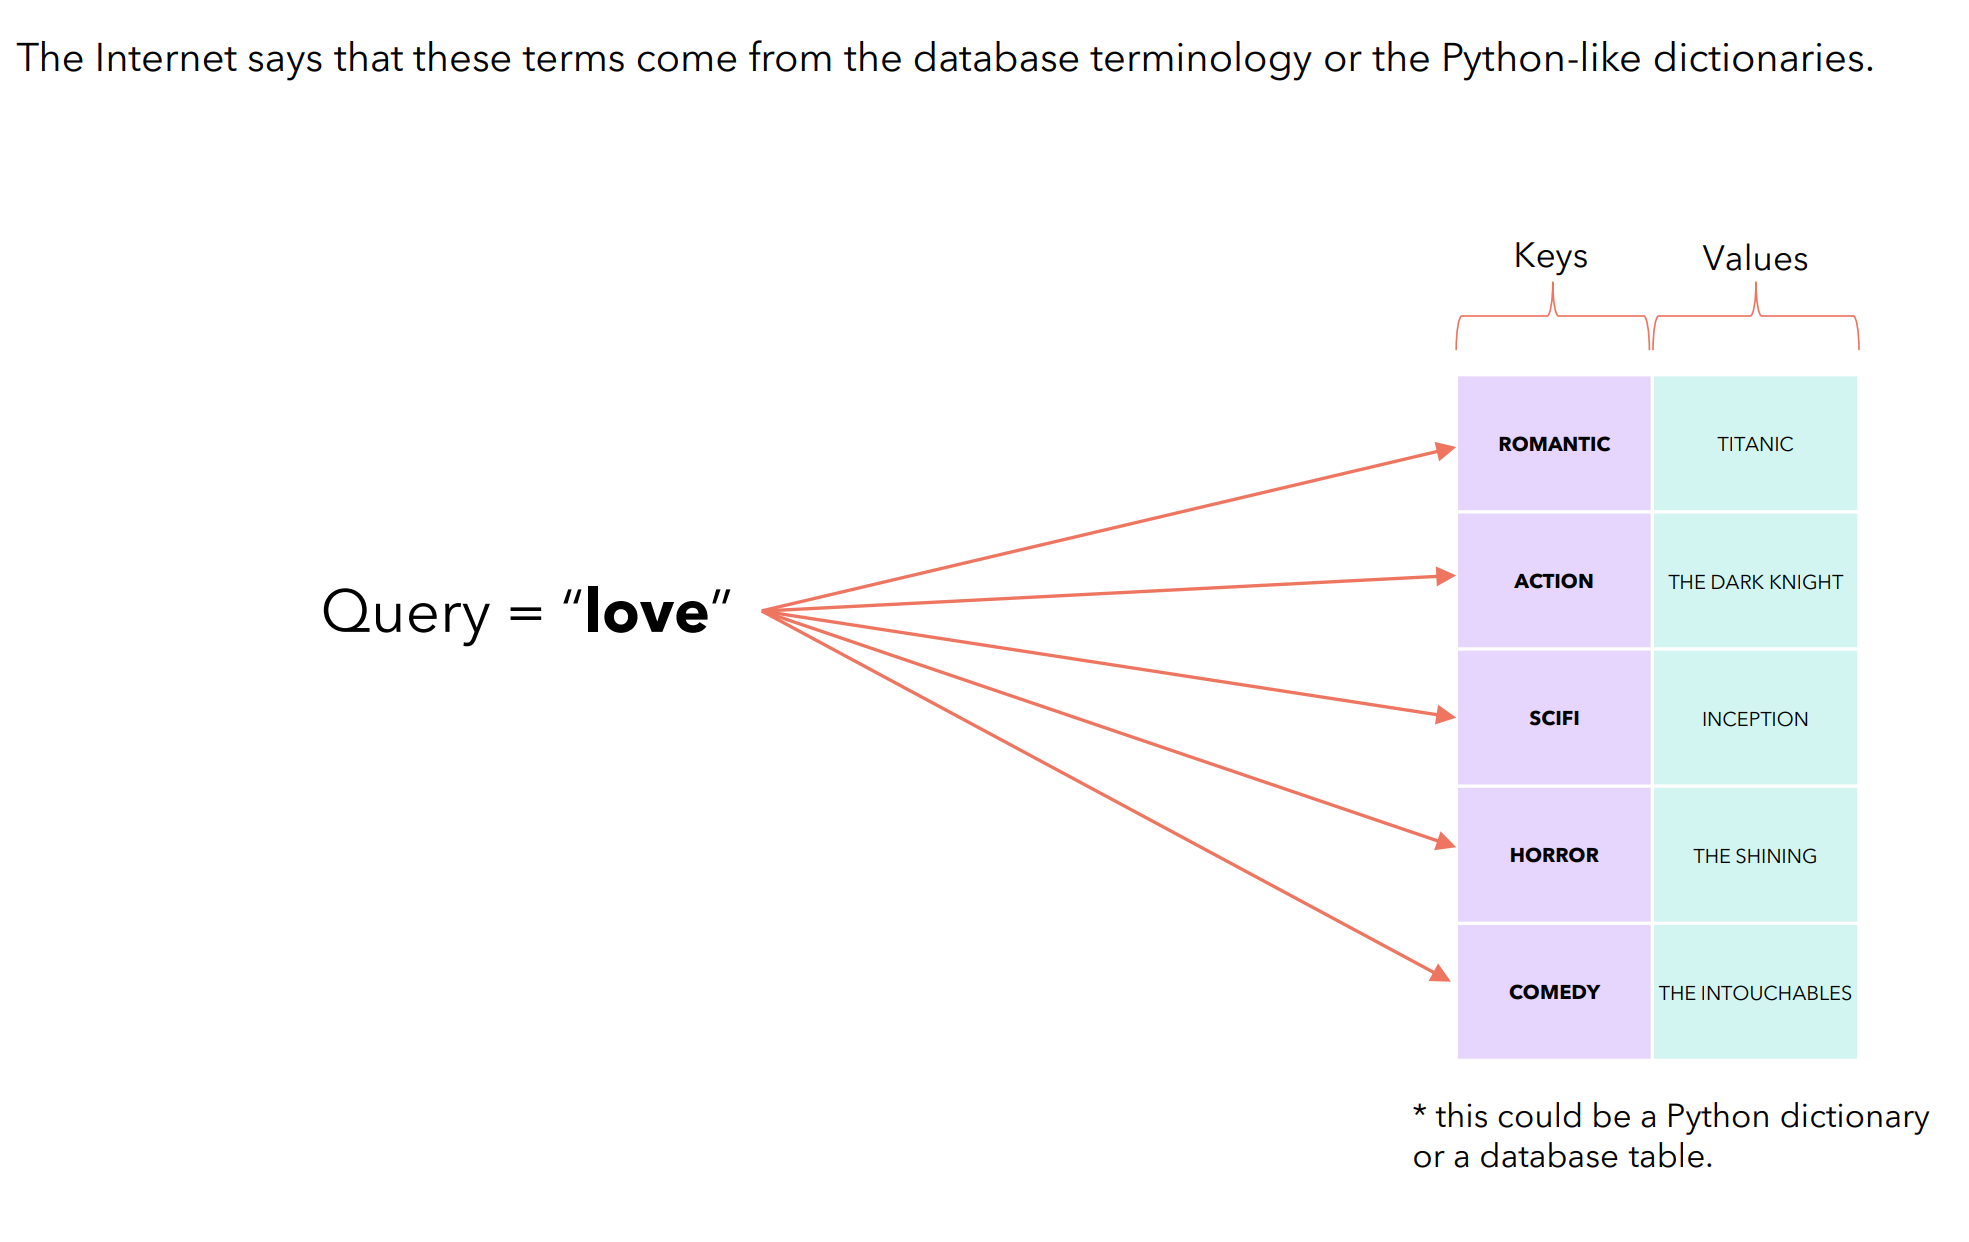 The Internet says that these terms come from the database terminology or the Python-like dictionaries.
Keys Values
ROMANTIC TITANIC
ACTION THE DARK KNIGHT
Query = “love”
SCIFI INCEPTION
HORROR THE SHINING
COMEDY THE INTOUCHABLES
* this could be a Python dictionary
or a database table.